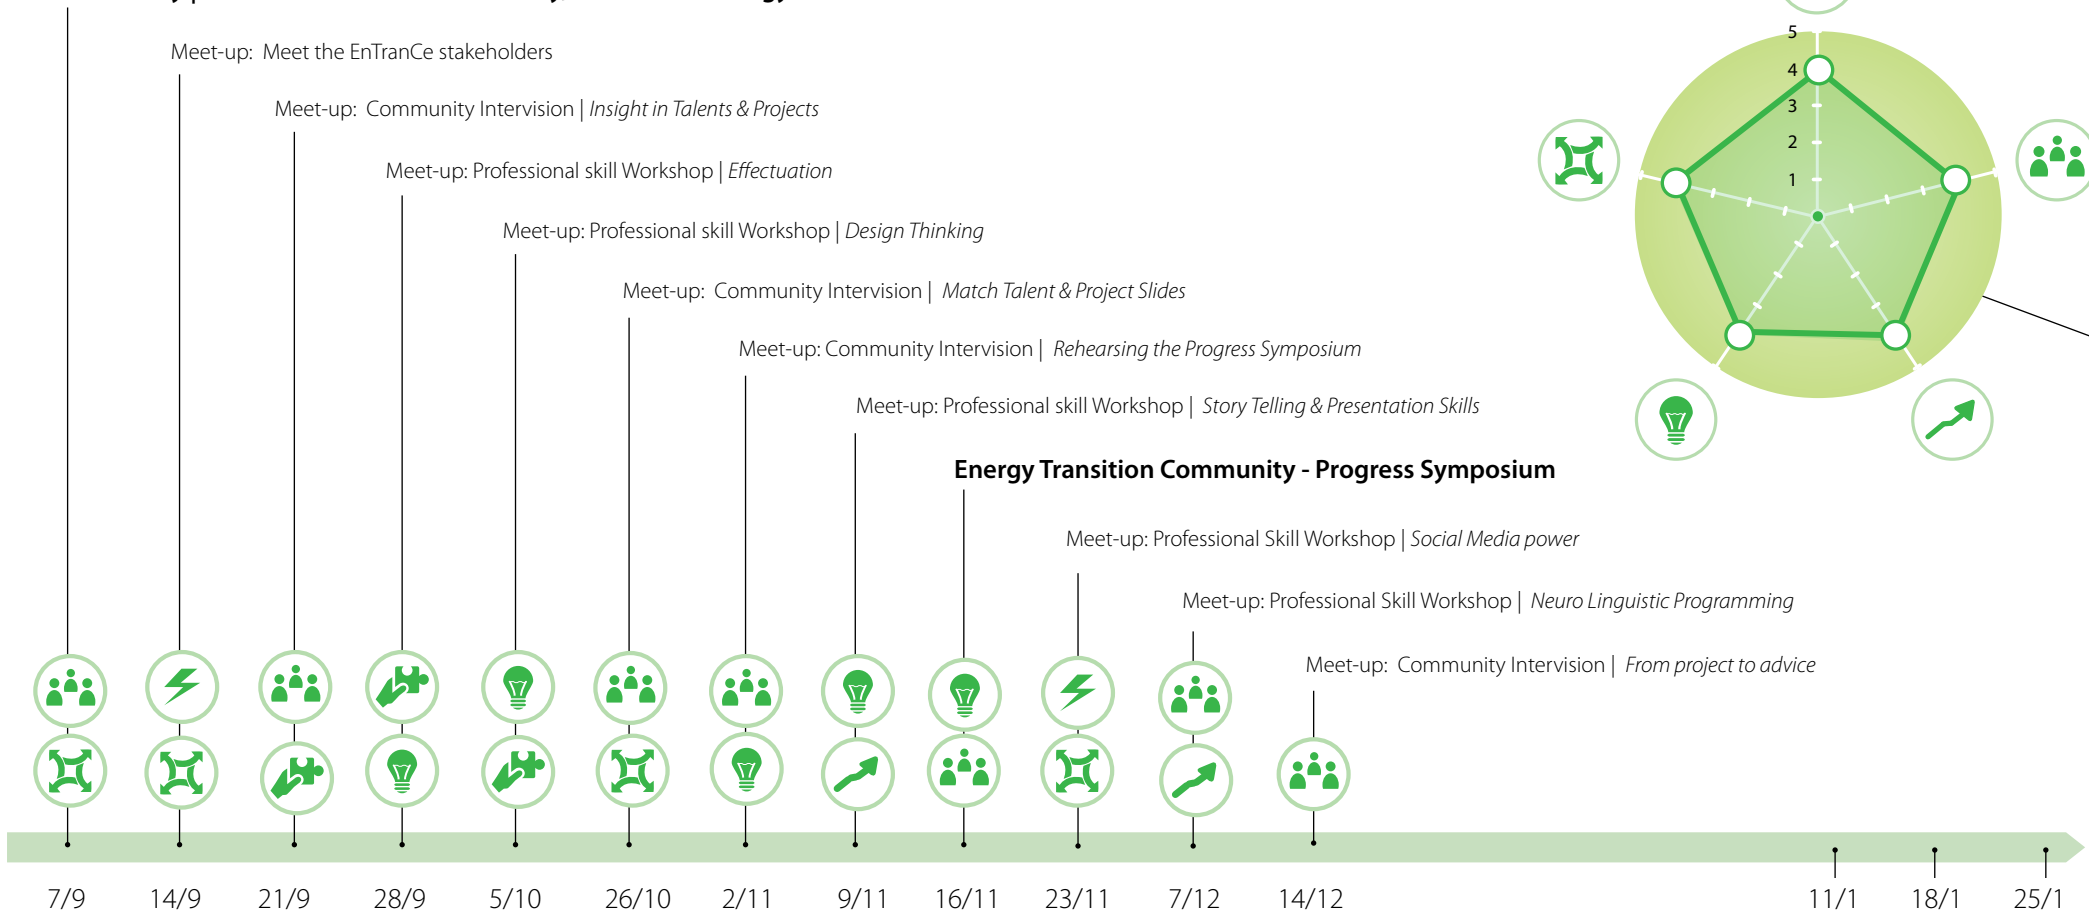 Meet-up: Meet the EnTranCe stakeholders
Meet-up: Community Intervision | Insight in Talents & Projects
Meet-up: Professional skill Workshop | Effectuation
Meet-up: Professional skill Workshop | Design Thinking
Meet-up: Community Intervision | Match Talent & Project Slides
Meet-up: Community Intervision | Rehearsing the Progress Symposium
Meet-up: Professional skill Workshop | Story Telling & Presentation Skills
Energy Transition Community - Progress Symposium
Meet-up: Professional Skill Workshop | Social Media power
Meet-up: Professional Skill Workshop | Neuro Linguistic Programming
Meet-up: Community Intervision | From project to advice
5
4
3
2
1
7/9 14/9 21/9 28/9 5/10 26/10 2/11 9/11 16/11 23/11 7/12 14/12 11/1 18/1 25/1